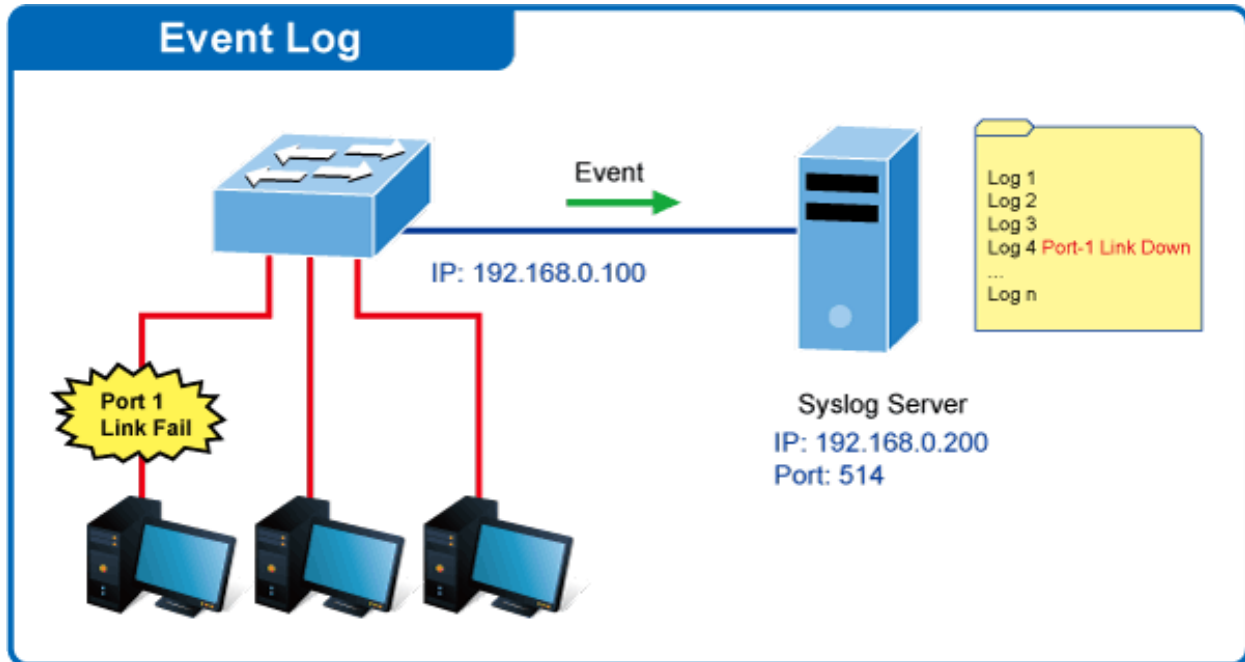 Event Log
Event
IP: 192.168.0.100
Port 1
Link Fail
Log 1
Log 2
Log 3
Log 4 Port-1 Link Down
...
Log n
Syslog Server
IP: 192.168.0.200
Port: 514